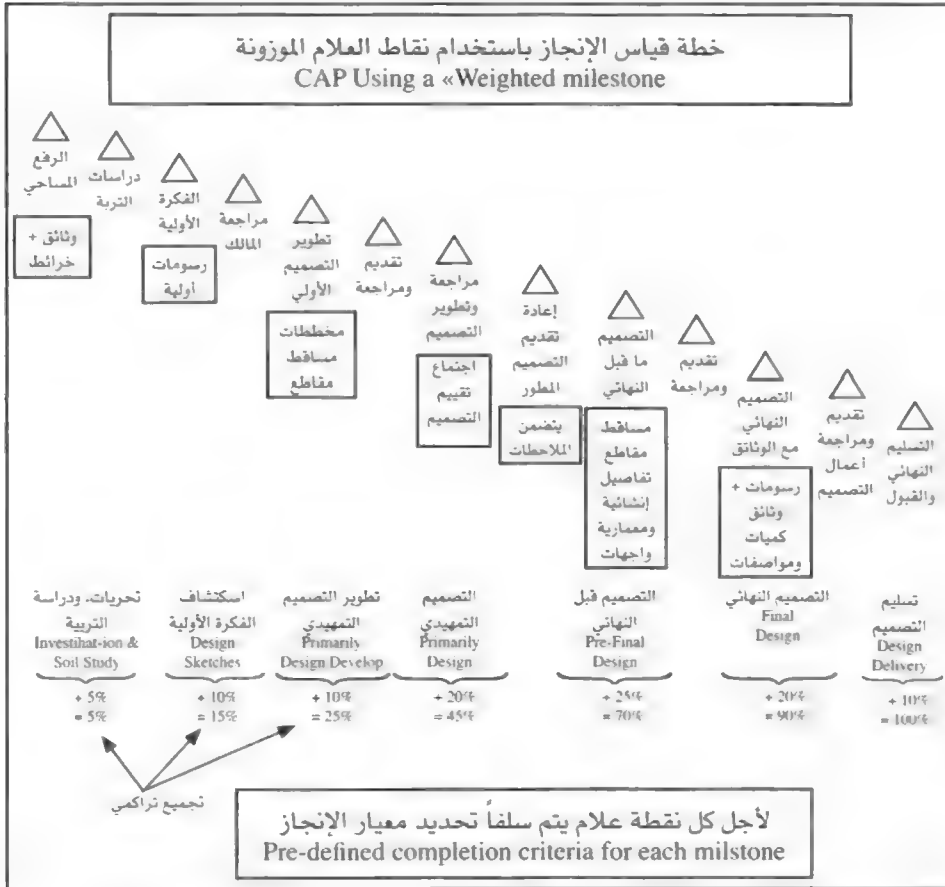 خطة قياس الإنجاز باستخدام نقاط العلام الموزونة
CAP Using a «Weighted milestone
الرفع
المساحي
وثائق +
خرائط
دراسات
التربة
الفكرة
الأولية
رسومات
أولية
مراجعة
المالك
تطوير
التصميم
الأولي
مخططات
مساقط
مقاطع
تقديم
ومراجعة
مراجعة
وتطوير
التصميم
اجتماع
تقييم
التصميم
إعادة
تقديم
التصميم
المطور
يتضمن
الملاحظات
التصميم
ما قبل
النهائي
مساقط
مقاطع
تفاصيل
إنشائية
ومعمارية
واجهات
تقديم
ومراجعة
التصميم
النهائي
مع الوثائق
رسومات +
وثائق
كميات
ومواصفات
تقديم
ومراجعة
أعمال
التصميم
التسليم
النهائي
والقبول
تحريات، ودراسة
التربية
Investihat-ion &
Soil Study
+ 5%
= 5%
استكشاف
الفكرة الأولية
Design
Sketches
+ 10%
= 15%
تطوير التصميم
التمهيدي
Primarily
Design Develop
+ 10%
= 25%
التصميم
التمهيدي
Primarily
Design
+ 20%
= 45%
التصميم قبل
النهائي
Pre-Final
Design
+ 25%
= 70%
التصميم النهائي
Final
Design
+ 20%
= 90%
تسليم
التصميم
Design
Delivery
+ 10%
= 100%
تجميع تراكمي
لأجل كل نقطة علام يتم سلفاً تحديد معيار الإنجاز
Pre-defined completion criteria for each milstone